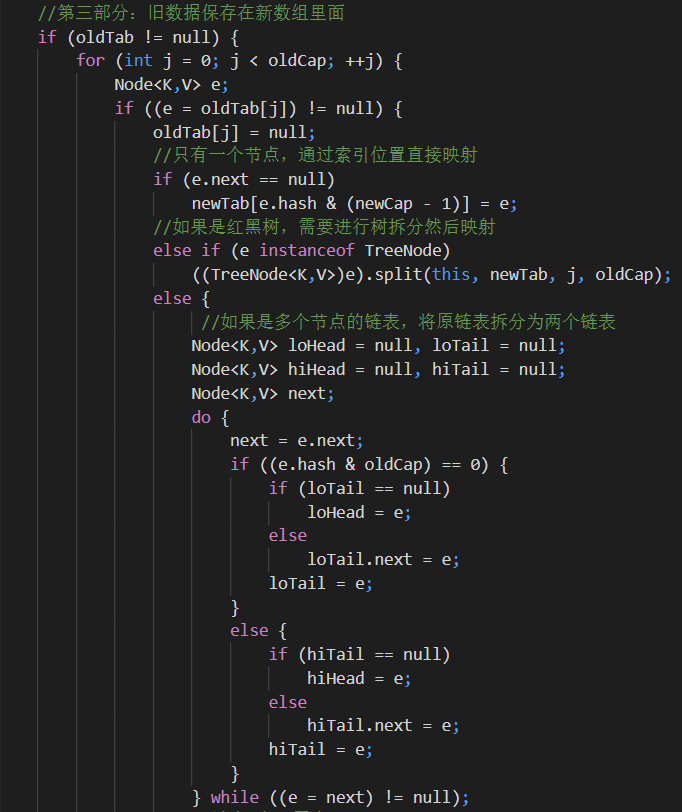 //第三部分：旧数据保存在新数组里面
if (oldTab != null) {
for (int j = 0; j < oldCap; ++j) {
Node<K,V> e;
if ((e = oldTab[j]) != null) {
oldTab[j] = null;
//只有一个节点，通过索引位置直接映射
if (e.next == null)
newTab[e.hash & (newCap - 1)] = e;
//如果是红黑树，需要进行树拆分然后映射
else if (e instanceof TreeNode)
((TreeNode<K,V>)e).split(this, newTab, j, oldCap);
else {
//如果是多个节点的链表，将原链表拆分为两个链表
Node<K,V> loHead = null, loTail = null;
Node<K,V> hiHead = null, hiTail = null;
Node<K,V> next;
do {
next = e.next;
if ((e.hash & oldCap) == 0) {
if (loTail == null)
loHead = e;
else
loTail.next = e;
loTail = e;
}
else {
if (hiTail == null)
hiHead = e;
else
hiTail.next = e;
hiTail = e;
}
} while ((e = next) != null);